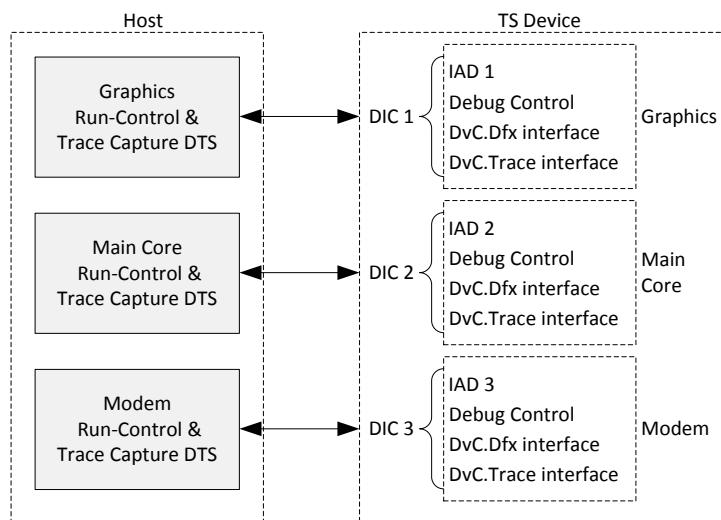 Host
TS Device
Graphics
Run-Control &
Trace Capture DTS
DIC 1
IAD 1
Debug Control
DvC.Dfx interface
DvC.Trace interface
Graphics
Main Core
Run-Control &
Trace Capture DTS
DIC 2
IAD 2
Debug Control
DvC.Dfx interface
DvC.Trace interface
Main
Core
Modem
Run-Control &
Trace Capture DTS
DIC 3
IAD 3
Debug Control
DvC.Dfx interface
DvC.Trace interface
Modem